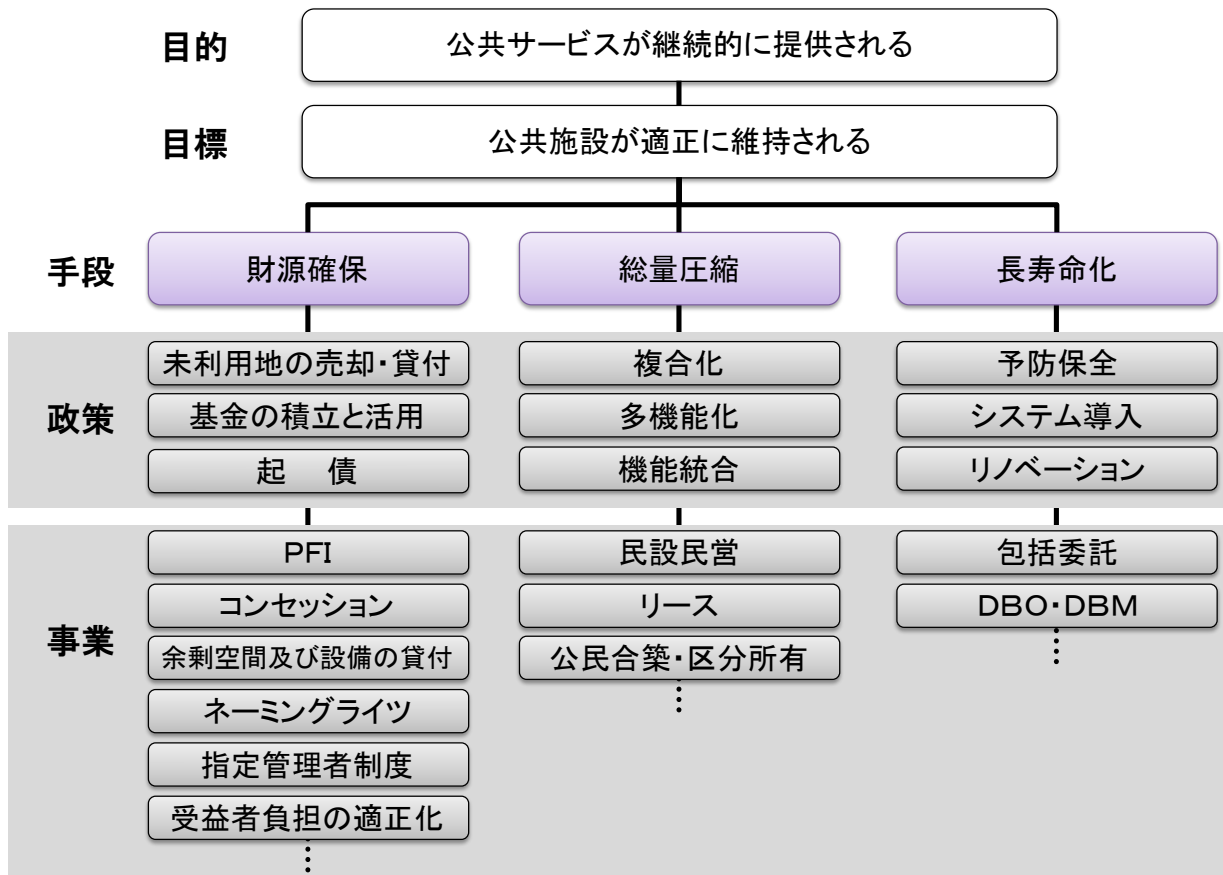 目的
公共サービスが継続的に提供される
目標
公共施設が適正に維持される
手段
財源確保
総量圧縮
長寿命化
政策
未利用地の売却・貸付
基金の積立と活用
起　債
複合化
多機能化
機能統合
予防保全
システム導入
リノベーション
事業
PFI
コンセッション
余剰空間及び設備の貸付
ネーミングライツ
指定管理者制度
受益者負担の適正化
民設民営
リース
公民合築・区分所有
包括委託
DBO・DBM